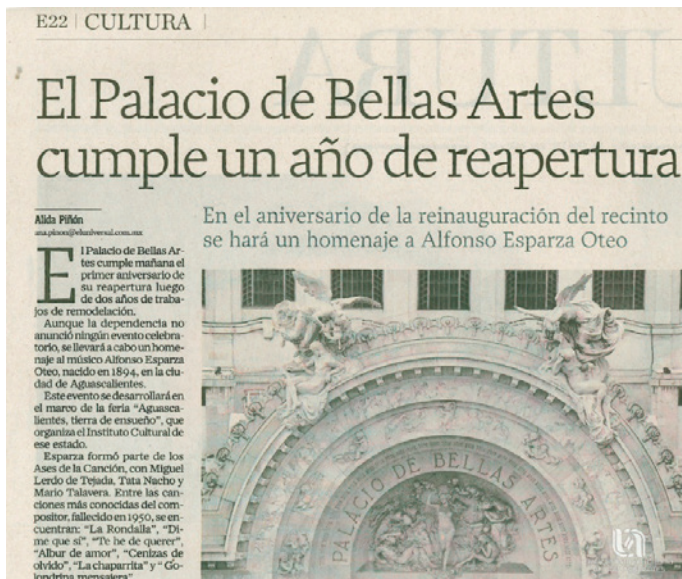 E22 | CULTURA |
El Palacio de Bellas Artes
cumple un año de reapertura
Alida Piñón
ana.pinon@eluniversal.com.mx
En el aniversario de la reinauguración del recinto
se hará un homenaje a Alfonso Esparza Oteo
El Palacio de Bellas Ar-
tes cumple mañana el
primer aniversario de
su reapertura luego
de dos años de traba-
jos de remodelación.
Aunque la dependencia no
anunció ningún evento celebra-
torio, se llevará a cabo un home-
naje al músico Alfonso Esparza
Oteo, nacido en 1894, en la ciu-
dad de Aguascalientes.
Este evento se desarrollará en
el marco de la feria “Aguasca-
lientes, tierra de ensueño”, que
organiza el Instituto Cultural de
ese estado.
Esparza formó parte de los
Ases de la Canción, con Miguel
Lerdo de Tejada, Tata Nacho y
Mario Talavera. Entre las can-
ciones más conocidas del com-
positor, fallecido en 1950, se en-
cuentran: “La Rondalla”, “Di-
me que sí”, “Te he de querer”,
“Albur de amor”, “Cenizas de
olvido”, “La chaparrita” y “Go-
londrina mensajera”
PALACIO DE BELLAS ARTES